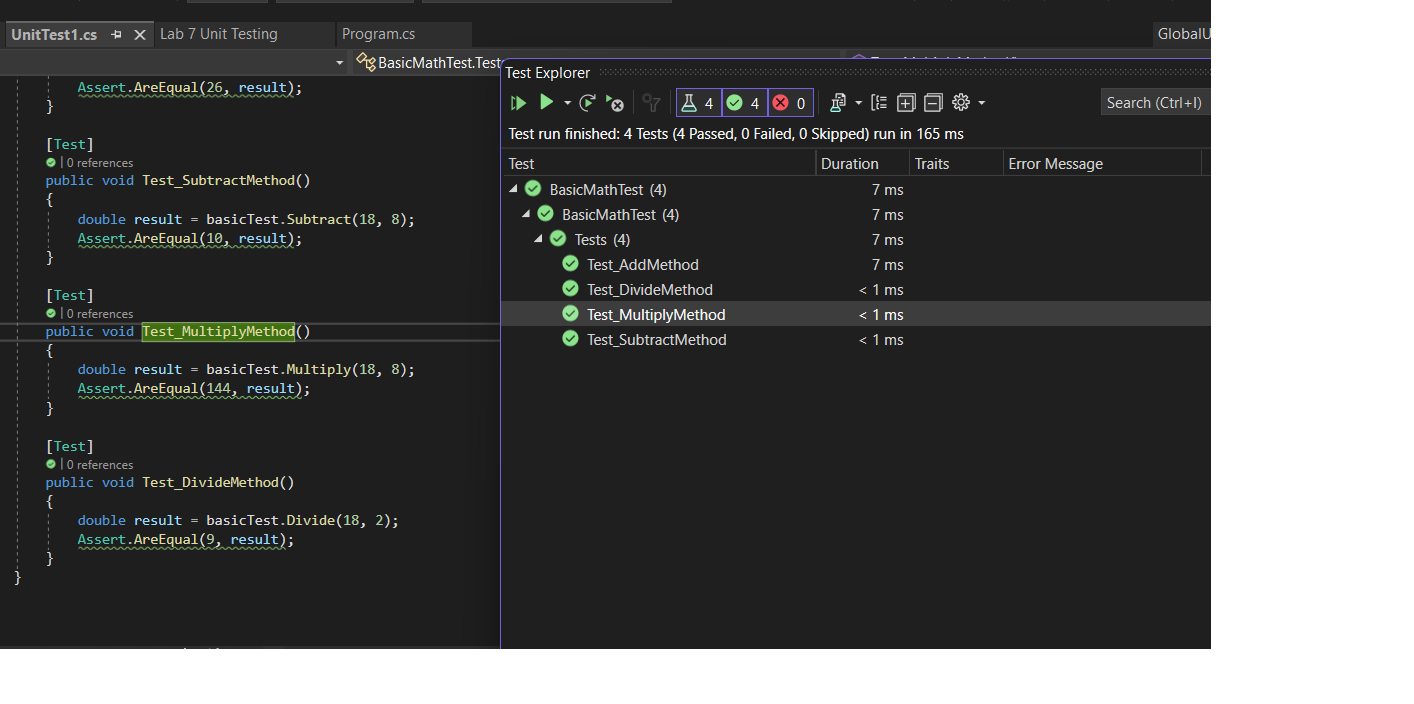 UnitTest1.cs
Lab 7 Unit Testing
Program.cs
GlobalU
BasicMathTest.Tests
Assert.AreEqual(26, result);
}
[Test]
0 references
public void Test_SubtractMethod()
{
double result = basicTest.Subtract(18, 8);
Assert.AreEqual(10, result);
}
[Test]
0 references
public void Test_MultiplyMethod()
{
double result = basicTest.Multiply(18, 8);
Assert.AreEqual(144, result);
}
[Test]
0 references
public void Test_DivideMethod()
{
double result = basicTest.Divide(18, 2);
Assert.AreEqual(9, result);
}
}
Test Explorer
4 4 0
Search (Ctrl+I)
Test run finished: 4 Tests (4 Passed, 0 Failed, 0 Skipped) run in 165 ms
Test Duration Traits Error Message
BasicMathTest (4) 7 ms
BasicMathTest (4) 7 ms
Tests (4) 7 ms
Test_AddMethod 7 ms
Test_DivideMethod < 1 ms
Test_MultiplyMethod < 1 ms
Test_SubtractMethod < 1 ms